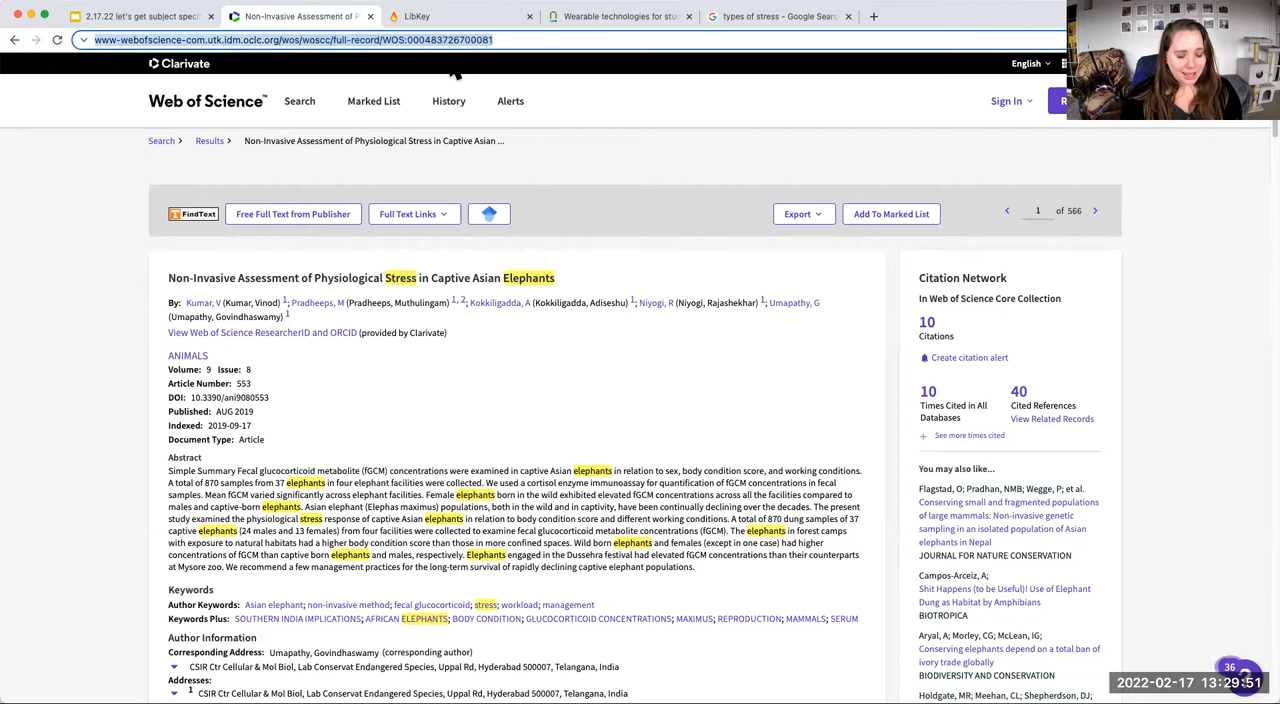 2.17.22 let's get subject speci
Non-Invasive Assessment of P
LibKey
Wearable technologies for stu
types of stress - Google Searc
www-webofscience-com.utk.idm.oclc.org/wos/woscc/full-record/WOS:000483726700081
Clarivate
English
Web of Science™
Search
Marked List
History
Alerts
Sign In
R
Search > Results > Non-Invasive Assessment of Physiological Stress in Captive Asian ...
FindText
Free Full Text from Publisher
Full Text Links
Export
Add To Marked List
1 of 566
Non-Invasive Assessment of Physiological Stress in Captive Asian Elephants
By: Kumar, V (Kumar, Vinod) 1; Pradheeps, M (Pradheeps, Muthulingam) 1, 2; Kokkiligadda, A (Kokkiligadda, Adiseshu) 1; Niyogi, R (Niyogi, Rajashekhar) 1; Umapathy, G
(Umapathy, Govindhaswamy) 1
View Web of Science ResearcherID and ORCID (provided by Clarivate)
ANIMALS
Volume: 9 Issue: 8
Article Number: 553
DOI: 10.3390/ani9080553
Published: AUG 2019
Indexed: 2019-09-17
Document Type: Article
Abstract
Simple Summary Fecal glucocorticoid metabolite (fGCM) concentrations were examined in captive Asian elephants in relation to sex, body condition score, and working conditions.
A total of 870 samples from 37 elephants in four elephant facilities were collected. We used a cortisol enzyme immunoassay for quantification of fGCM concentrations in fecal
samples. Mean fGCM varied significantly across elephant facilities. Female elephants born in the wild exhibited elevated fGCM concentrations across all the facilities compared to
males and captive-born elephants. Asian elephant (Elephas maximus) populations, both in the wild and in captivity, have been continually declining over the decades. The present
study examined the physiological stress response of captive Asian elephants in relation to body condition score and different working conditions. A total of 870 dung samples of 37
captive elephants (24 males and 13 females) from four facilities were collected to examine fecal glucocorticoid metabolite concentrations (fGCM). The elephants in forest camps
with exposure to natural habitats had a higher body condition score than those in more confined spaces. Wild born elephants and females (except in one case) had higher
concentrations of fGCM than captive born elephants and males, respectively. Elephants engaged in the Dussehra festival had elevated fGCM concentrations than their counterparts
at Mysore zoo. We recommend a few management practices for the long-term survival of rapidly declining captive elephant populations.
Keywords
Author Keywords: Asian elephant; non-invasive method; fecal glucocorticoid; stress; workload; management
Keywords Plus: SOUTHERN INDIA IMPLICATIONS; AFRICAN ELEPHANTS; BODY CONDITION; GLUCOCORTICOID CONCENTRATIONS; MAXIMUS; REPRODUCTION; MAMMALS; SERUM
Author Information
Corresponding Address: Umapathy, Govindhaswamy (corresponding author)
CSIR Ctr Cellular & Mol Biol, Lab Conservat Endangered Species, Uppal Rd, Hyderabad 500007, Telangana, India
Addresses:
1 CSIR Ctr Cellular & Mol Biol, Lab Conservat Endangered Species, Uppal Rd, Hyderabad 500007, Telangana, India
Citation Network
In Web of Science Core Collection
10
Citations
Create citation alert
10
Times Cited in All
Databases
40
Cited References
View Related Records
+ See more times cited
You may also like...
Flagstad, O; Pradhan, NMB; Wegge, P; et al.
Conserving small and fragmented populations
of large mammals: Non-invasive genetic
sampling in an isolated population of Asian
elephants in Nepal
JOURNAL FOR NATURE CONSERVATION
Campos-Arceiz, A;
Shit Happens (to be Useful)! Use of Elephant
Dung as Habitat by Amphibians
BIOTROPICA
Aryal, A; Morley, CG; McLean, IG;
Conserving elephants depend on a total ban of
ivory trade globally
BIODIVERSITY AND CONSERVATION
Holdgate, MR; Meehan, CL; Shepherdson, DJ;
36
?
2022-02-17 13:29:51